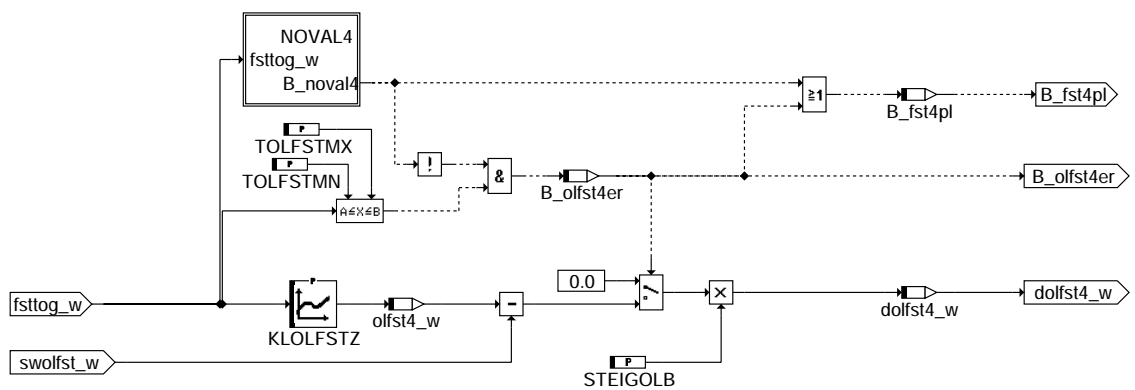 NOVAL4
fsttog_w
B_noval4
≥1
B_fst4pl
B_fst4pl
P
TOLFSTMX
P
TOLFSTMN
!
&
B_olfst4er
B_olfst4er
A≤X≤B
fsttog_w
P
KLOLFSTZ
olfst4_w
-
0.0
×
dolfst4_w
dolfst4_w
swolfst_w
P
STEIGOLB